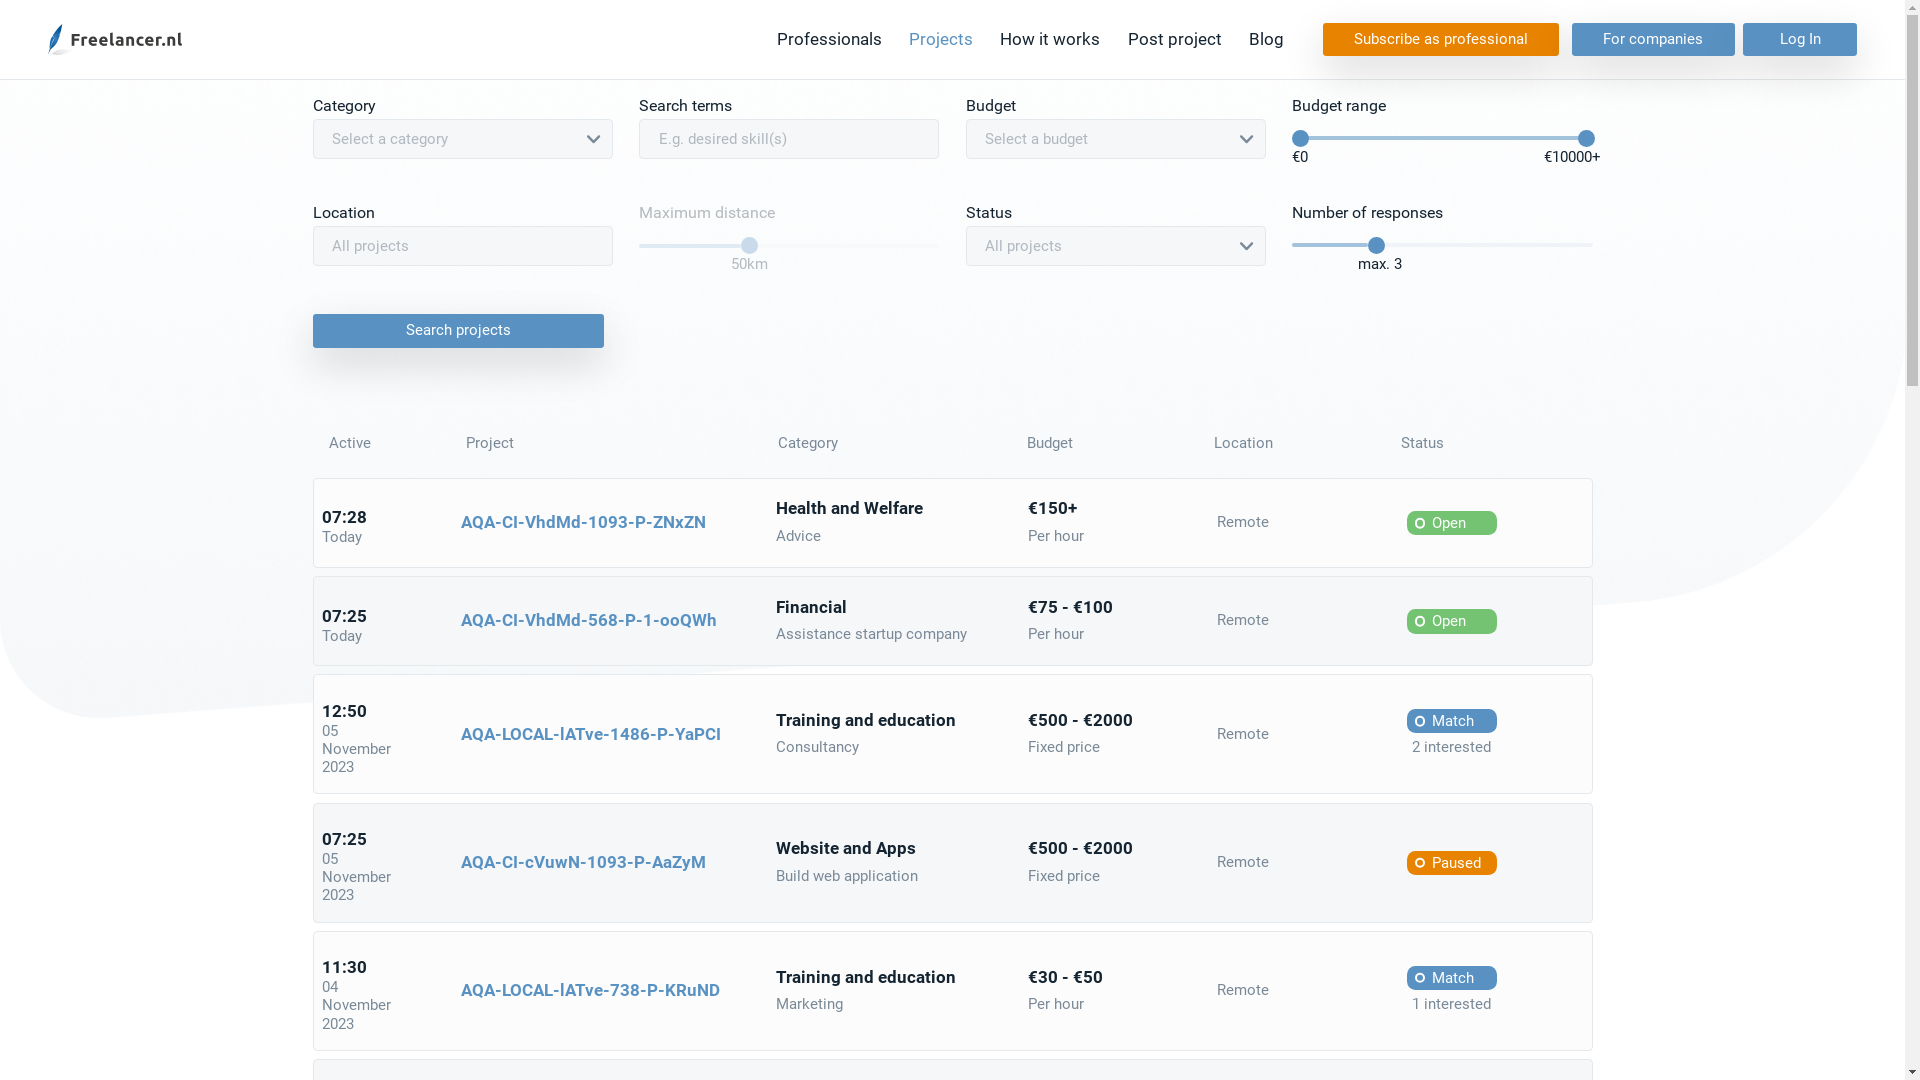 Freelancer.nl
Professionals Projects How it works Post project Blog Subscribe as professional For companies Log In
Category Search terms Budget Budget range
Select a category E.g. desired skill(s) Select a budget
€0 €10000+
Location Maximum distance Status Number of responses
All projects All projects
50km max. 3
Search projects
Active Project Category Budget Location Status
07:28
Today
AQA-CI-VhdMd-1093-P-ZNxZN
Health and Welfare
Advice
€150+
Per hour
Remote
Open
07:25
Today
AQA-CI-VhdMd-568-P-1-ooQWh
Financial
Assistance startup company
€75 - €100
Per hour
Remote
Open
12:50
05
November
2023
AQA-LOCAL-lATve-1486-P-YaPCl
Training and education
Consultancy
€500 - €2000
Fixed price
Remote
Match
2 interested
07:25
05
November
2023
AQA-CI-cVuwN-1093-P-AaZyM
Website and Apps
Build web application
€500 - €2000
Fixed price
Remote
Paused
11:30
04
November
2023
AQA-LOCAL-lATve-738-P-KRuND
Training and education
Marketing
€30 - €50
Per hour
Remote
Match
1 interested